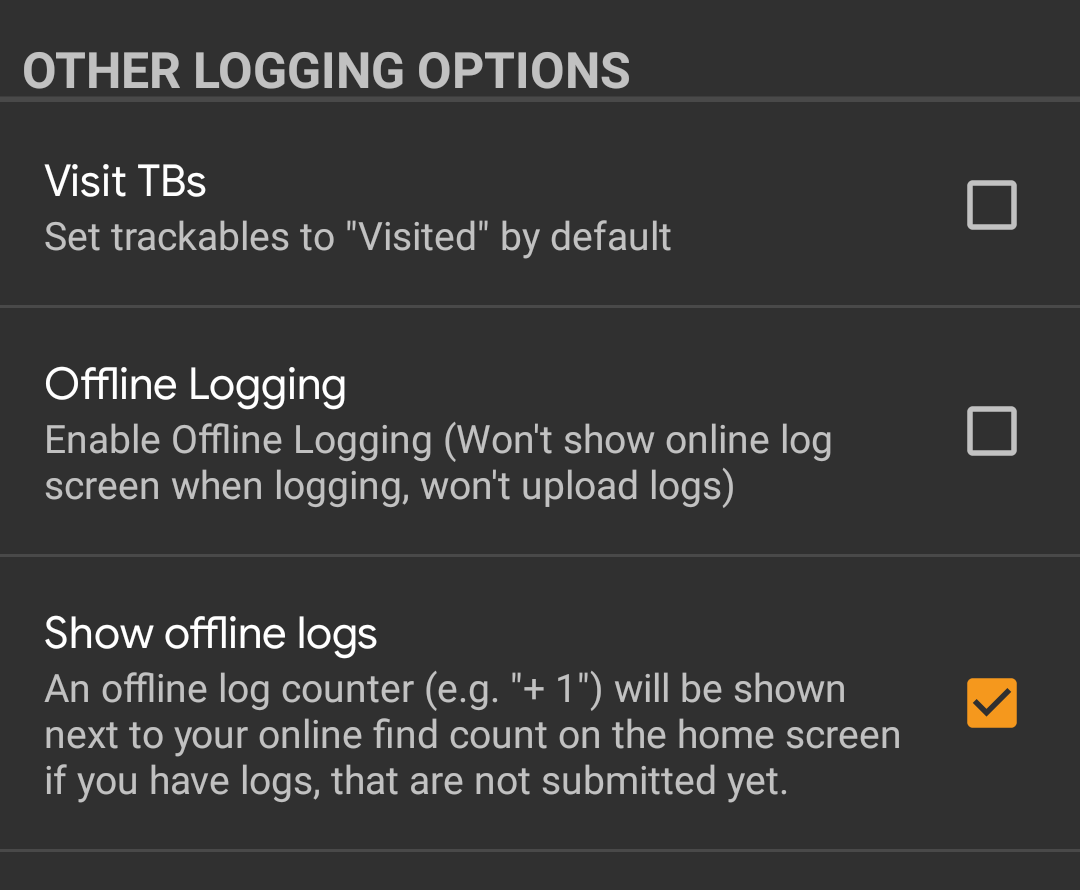 OTHER LOGGING OPTIONS
Visit TBs
Set trackables to "Visited" by default
Offline Logging
Enable Offline Logging (Won't show online log
screen when logging, won't upload logs)
Show offline logs
An offline log counter (e.g. "+ 1") will be shown
next to your online find count on the home screen
if you have logs, that are not submitted yet.